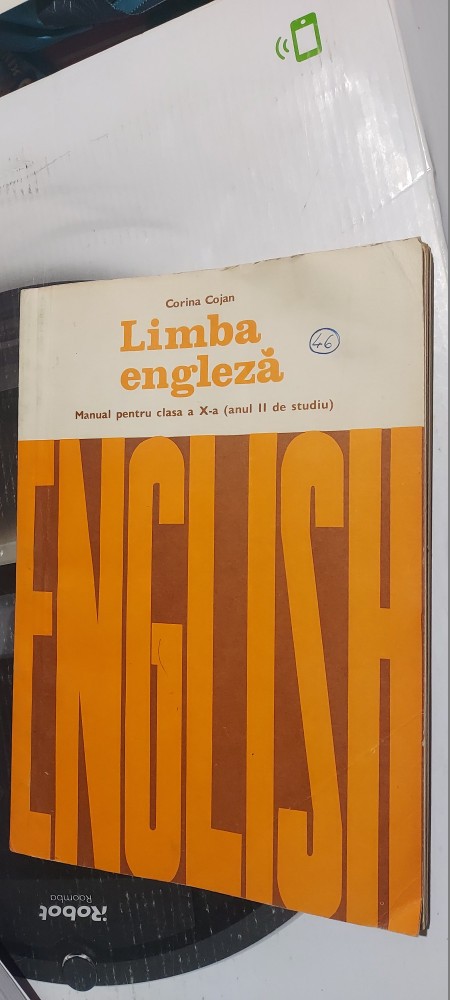 Corina Cojan
Limba
engleză
46
Manual pentru clasa a X-a (anul II de studiu)
ENGLISH
iRobot
Roomba